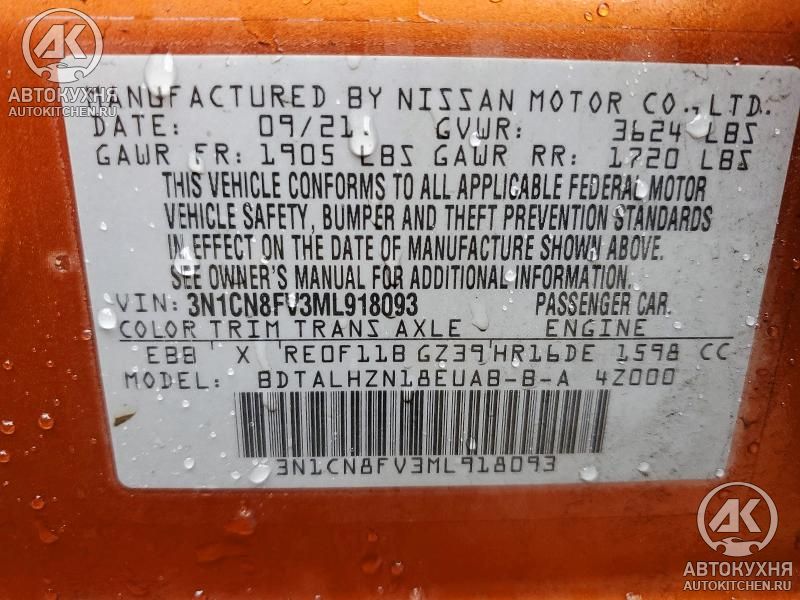 AK
АВТОКУХНЯ
AUTOKITCHEN.RU
MANUFACTURED BY NISSAN MOTOR CO., LTD.
DATE: 09/21 GVWR: 3624 LBS
GAWR FR: 1905 LBS GAWR RR: 1720 LBS
THIS VEHICLE CONFORMS TO ALL APPLICABLE FEDERAL MOTOR
VEHICLE SAFETY, BUMPER AND THEFT PREVENTION STANDARDS
IN EFFECT ON THE DATE OF MANUFACTURE SHOWN ABOVE.
SEE OWNER'S MANUAL FOR ADDITIONAL INFORMATION.
VIN: 3N1CN8FV3ML918093 PASSENGER CAR.
COLOR TRIM TRANS AXLE ENGINE
EBB X RE0F11B GZ39 HR16DE 1598 CC
MODEL: BDTALHZN18EUAB-B-A 4Z000
3N1CN8FV3ML918093
AK
АВТОКУХНЯ
AUTOKITCHEN.RU